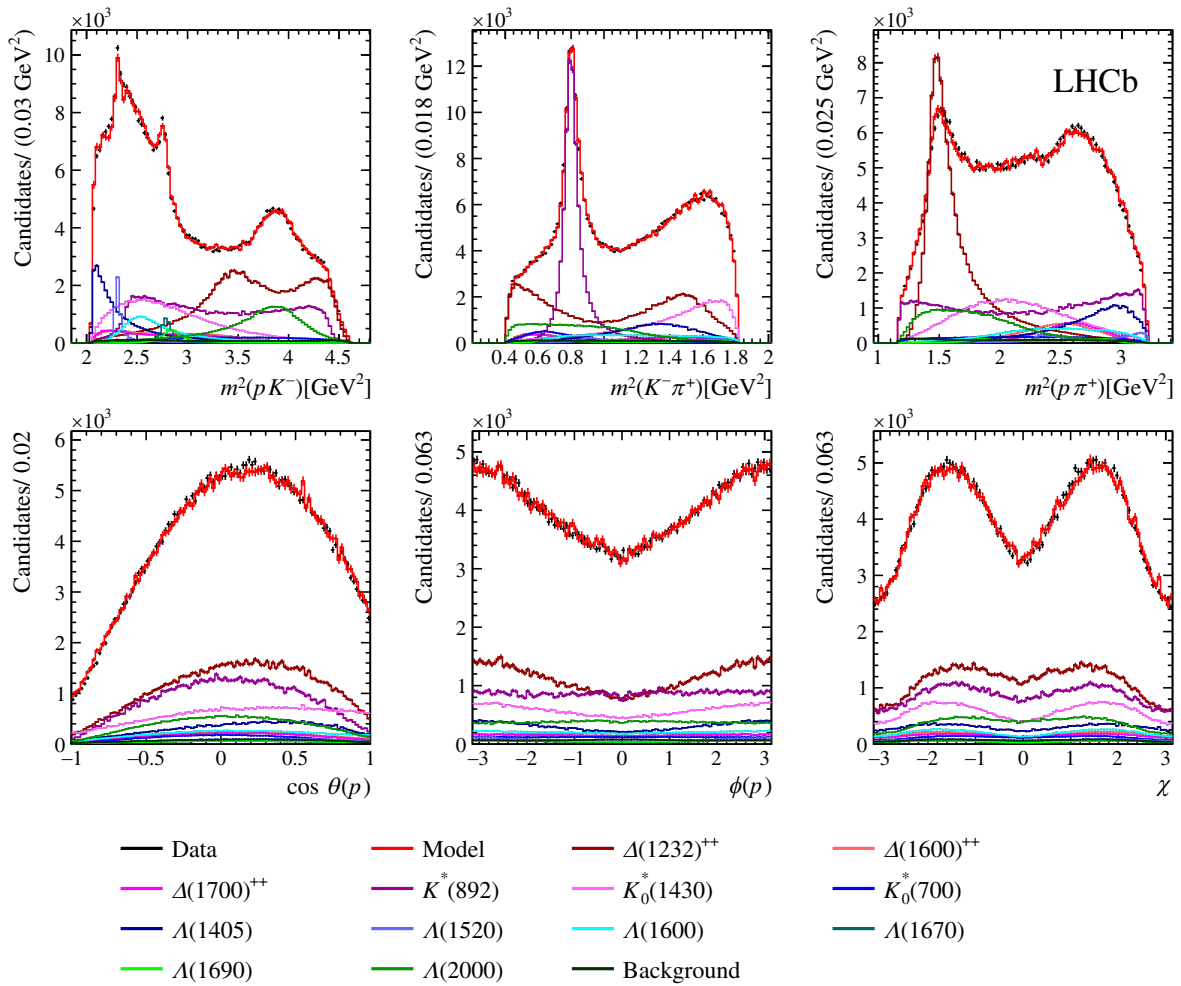 ×10³ ×10³ ×10³
Candidates/ (0.03 GeV²)
10
8
6
4
2
0
2 2.5 3 3.5 4 4.5
m²(p K⁻)[GeV²]
Candidates/ (0.018 GeV²)
12
10
8
6
4
2
0
0.4 0.6 0.8 1 1.2 1.4 1.6 1.8 2
m²(K⁻π⁺)[GeV²]
Candidates/ (0.025 GeV²)
8
7
6
5
4
3
2
1
0
LHCb
1 1.5 2 2.5 3
m²(p π⁺)[GeV²]
×10³ ×10³ ×10³
Candidates/ 0.02
6
5
4
3
2
1
0
−1 −0.5 0 0.5 1
cos θ(p)
Candidates/ 0.063
5
4
3
2
1
0
−3 −2 −1 0 1 2 3
ϕ(p)
Candidates/ 0.063
5
4
3
2
1
0
−3 −2 −1 0 1 2 3
χ
Data Model Δ(1232)⁺⁺ Δ(1600)⁺⁺
Δ(1700)⁺⁺ K*(892) K*₀(1430) K*₀(700)
Λ(1405) Λ(1520) Λ(1600) Λ(1670)
Λ(1690) Λ(2000) Background